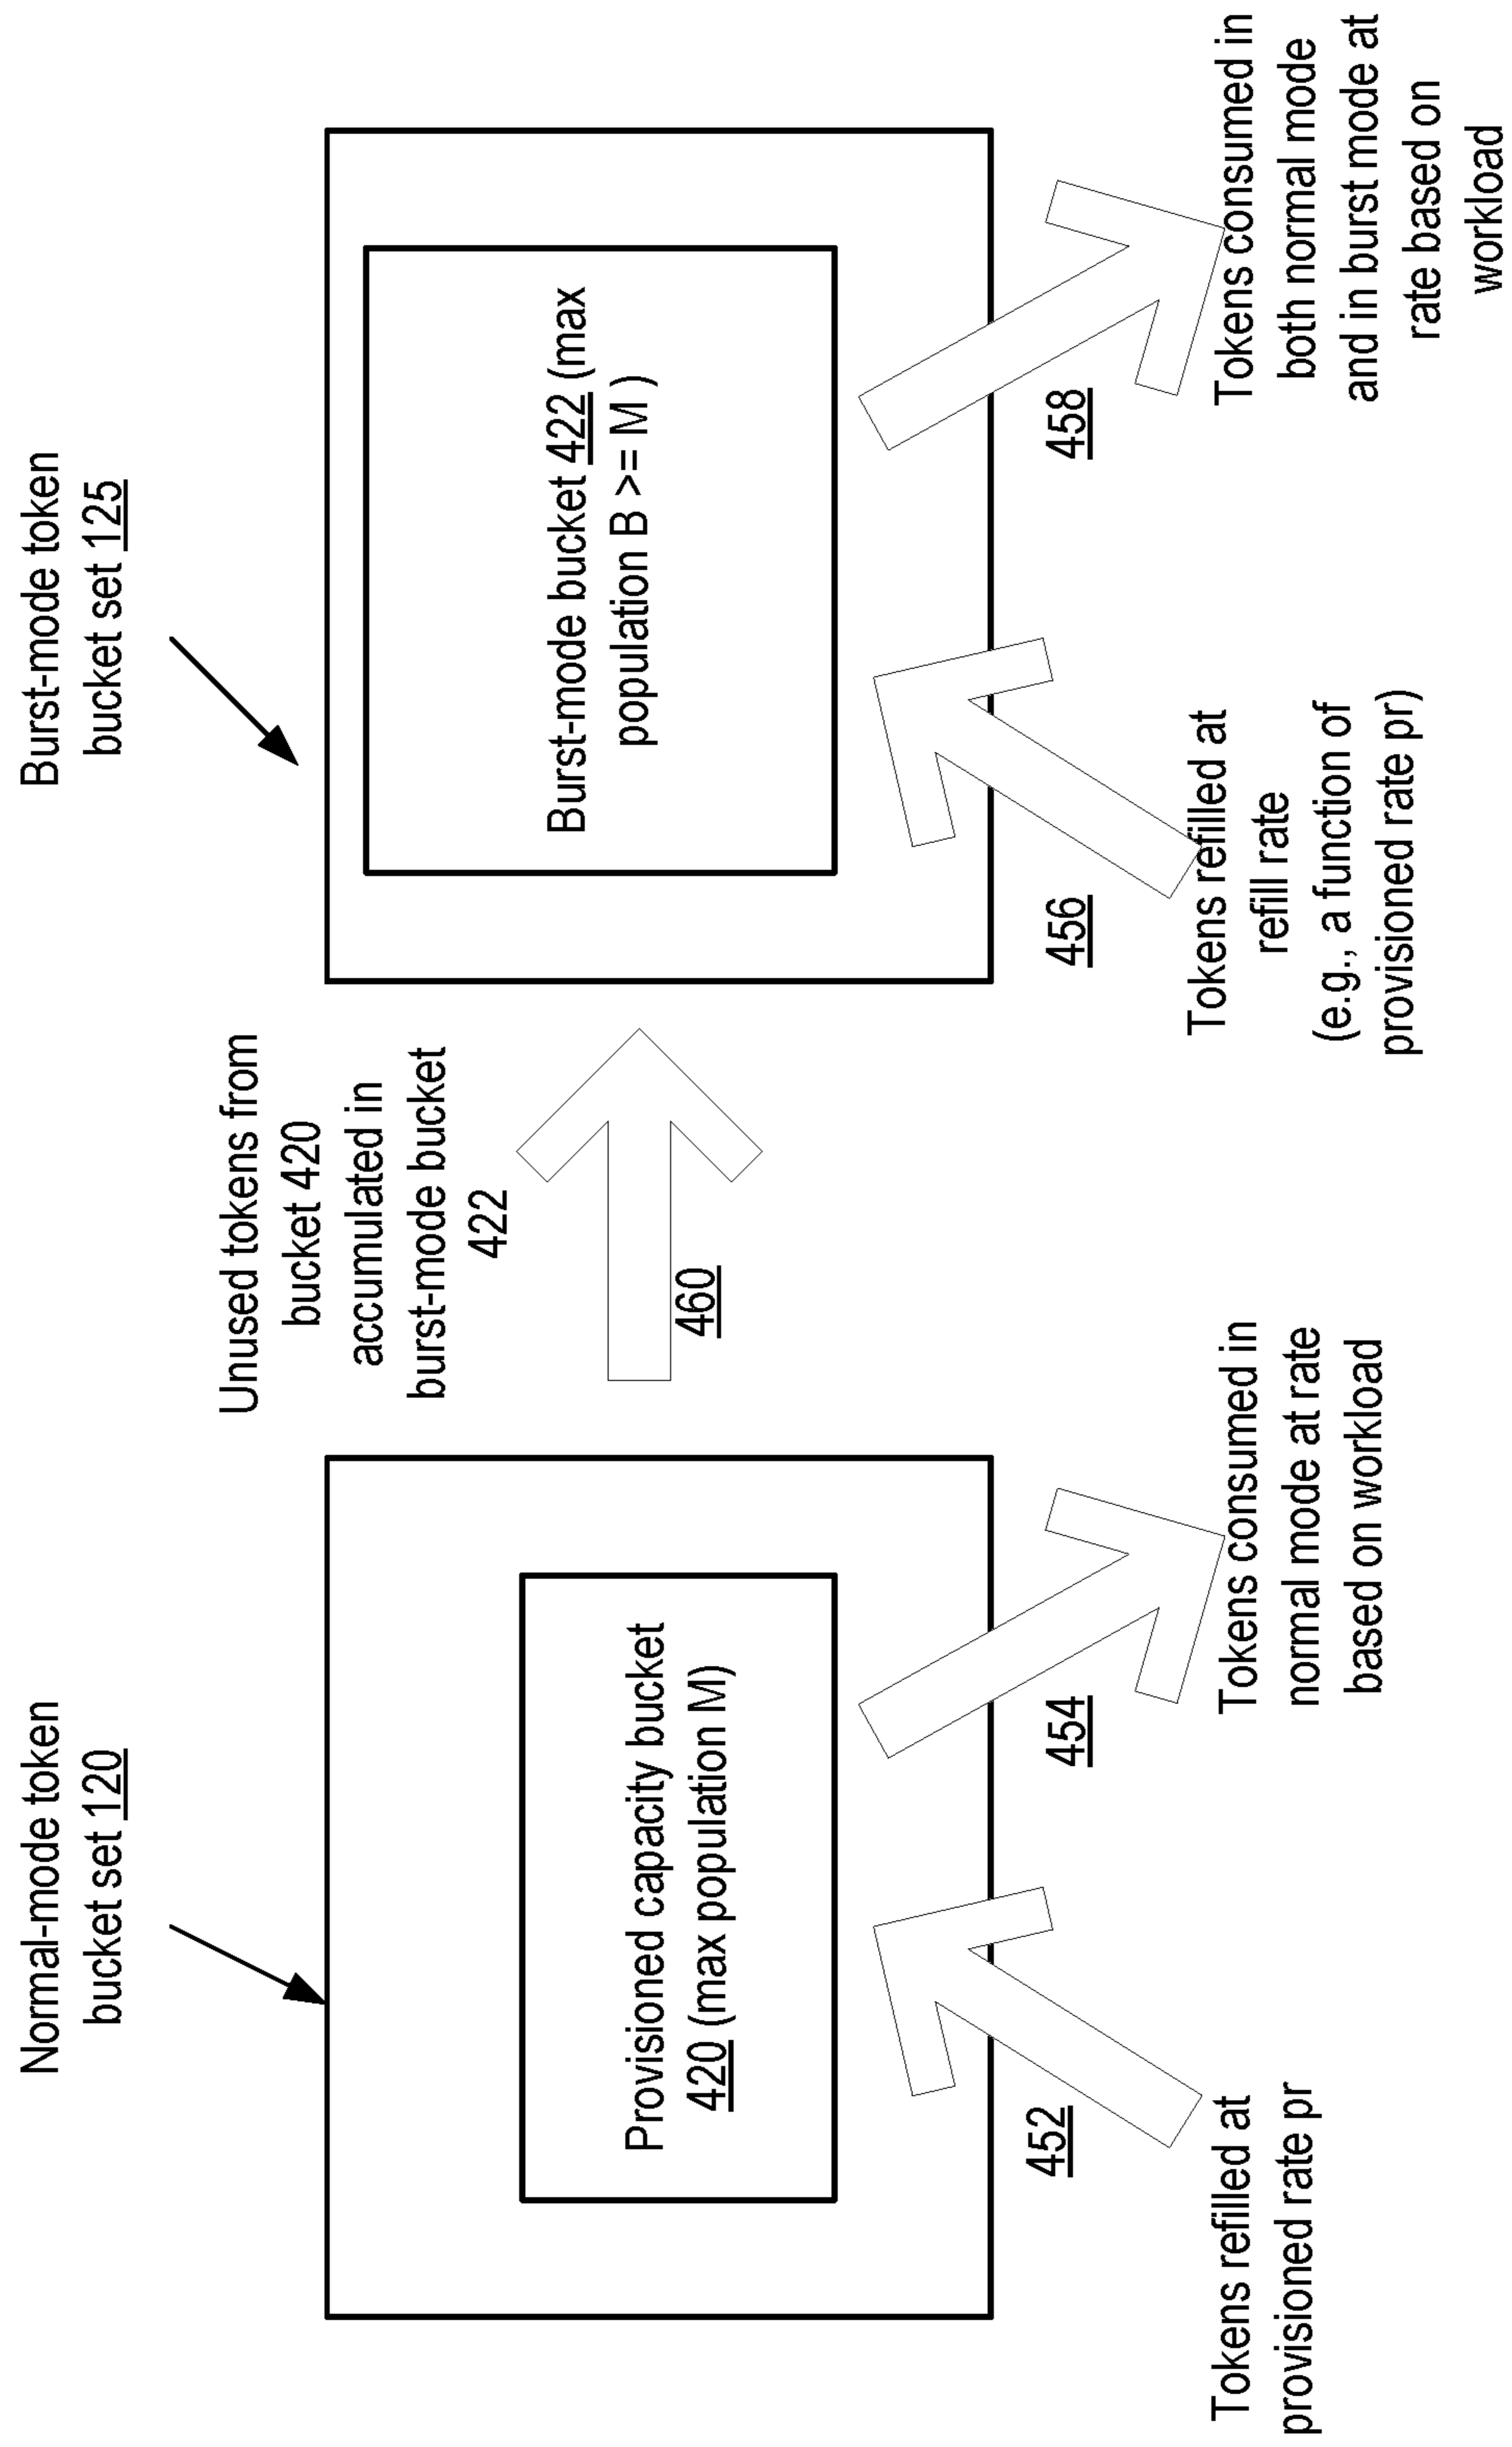 Normal-mode token
bucket set 120
Burst-mode token
bucket set 125
Unused tokens from
bucket 420
accumulated in
burst-mode bucket
422
Provisioned capacity bucket
420 (max population M)
460
Burst-mode bucket 422 (max
population B >= M )
452
454
456
458
Tokens refilled at
provisioned rate pr
Tokens consumed in
normal mode at rate
based on workload
Tokens refilled at
refill rate
(e.g., a function of
provisioned rate pr)
Tokens consumed in
both normal mode
and in burst mode at
rate based on
workload